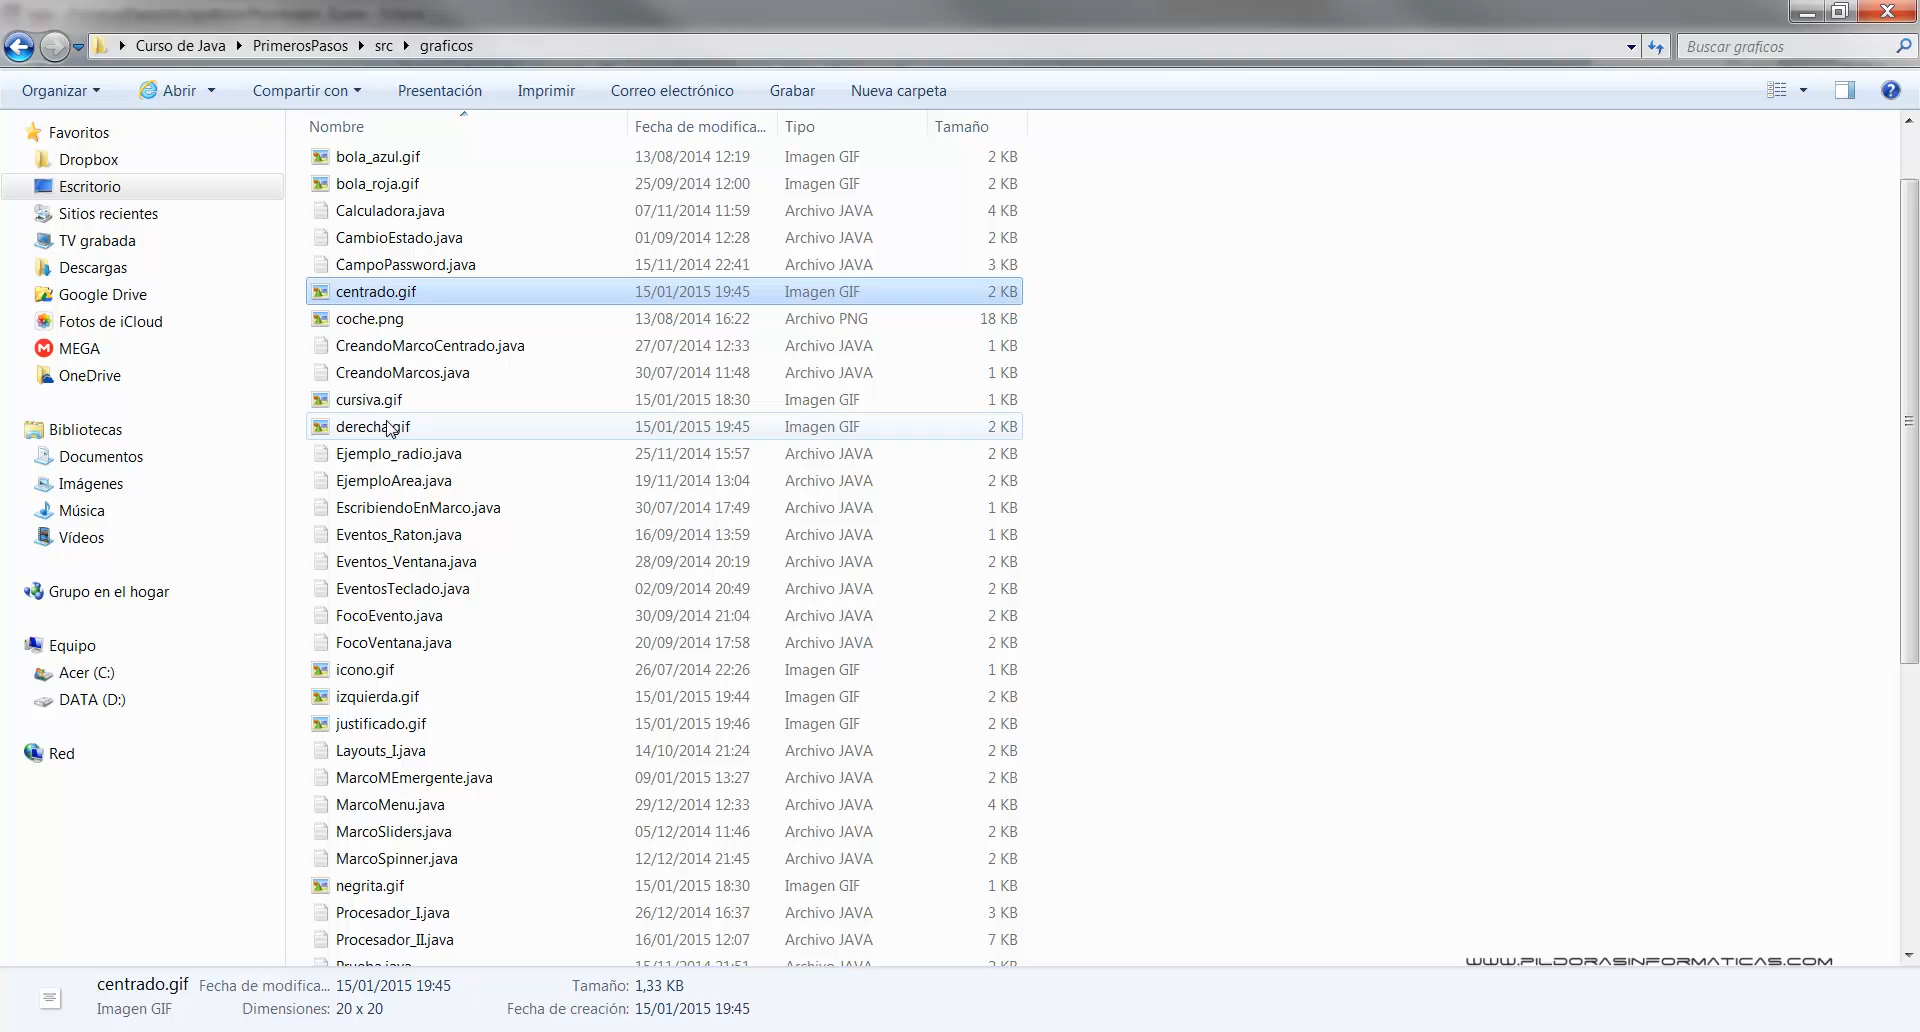 Curso de Java
PrimerosPasos
src
graficos
Buscar graficos
Organizar
Abrir
Compartir con
Presentación
Imprimir
Correo electrónico
Grabar
Nueva carpeta
Favoritos
Dropbox
Escritorio
Sitios recientes
TV grabada
Descargas
Google Drive
Fotos de iCloud
MEGA
OneDrive
Bibliotecas
Documentos
Imágenes
Música
Vídeos
Grupo en el hogar
Equipo
Acer (C:)
DATA (D:)
Red
Nombre Fecha de modifica... Tipo Tamaño
bola_azul.gif 13/08/2014 12:19 Imagen GIF 2 KB
bola_roja.gif 25/09/2014 12:00 Imagen GIF 2 KB
Calculadora.java 07/11/2014 11:59 Archivo JAVA 4 KB
CambioEstado.java 01/09/2014 12:28 Archivo JAVA 2 KB
CampoPassword.java 15/11/2014 22:41 Archivo JAVA 3 KB
centrado.gif 15/01/2015 19:45 Imagen GIF 2 KB
coche.png 13/08/2014 16:22 Archivo PNG 18 KB
CreandoMarcoCentrado.java 27/07/2014 12:33 Archivo JAVA 1 KB
CreandoMarcos.java 30/07/2014 11:48 Archivo JAVA 1 KB
cursiva.gif 15/01/2015 18:30 Imagen GIF 1 KB
derecha.gif 15/01/2015 19:45 Imagen GIF 2 KB
Ejemplo_radio.java 25/11/2014 15:57 Archivo JAVA 2 KB
EjemploArea.java 19/11/2014 13:04 Archivo JAVA 2 KB
EscribiendoEnMarco.java 30/07/2014 17:49 Archivo JAVA 1 KB
Eventos_Raton.java 16/09/2014 13:59 Archivo JAVA 1 KB
Eventos_Ventana.java 28/09/2014 20:19 Archivo JAVA 2 KB
EventosTeclado.java 02/09/2014 20:49 Archivo JAVA 2 KB
FocoEvento.java 30/09/2014 21:04 Archivo JAVA 2 KB
FocoVentana.java 20/09/2014 17:58 Archivo JAVA 2 KB
icono.gif 26/07/2014 22:26 Imagen GIF 1 KB
izquierda.gif 15/01/2015 19:44 Imagen GIF 2 KB
justificado.gif 15/01/2015 19:46 Imagen GIF 2 KB
Layouts_I.java 14/10/2014 21:24 Archivo JAVA 2 KB
MarcoMEmergente.java 09/01/2015 13:27 Archivo JAVA 2 KB
MarcoMenu.java 29/12/2014 12:33 Archivo JAVA 4 KB
MarcoSliders.java 05/12/2014 11:46 Archivo JAVA 2 KB
MarcoSpinner.java 12/12/2014 21:45 Archivo JAVA 2 KB
negrita.gif 15/01/2015 18:30 Imagen GIF 1 KB
Procesador_I.java 26/12/2014 16:37 Archivo JAVA 3 KB
Procesador_II.java 16/01/2015 12:07 Archivo JAVA 7 KB
Prueba.java 15/11/2014 21:51 Archivo JAVA 2 KB
WWW.PILDORASINFORMATICAS.COM
centrado.gif Fecha de modifica... 15/01/2015 19:45 Tamaño: 1,33 KB
Imagen GIF Dimensiones: 20 x 20 Fecha de creación: 15/01/2015 19:45